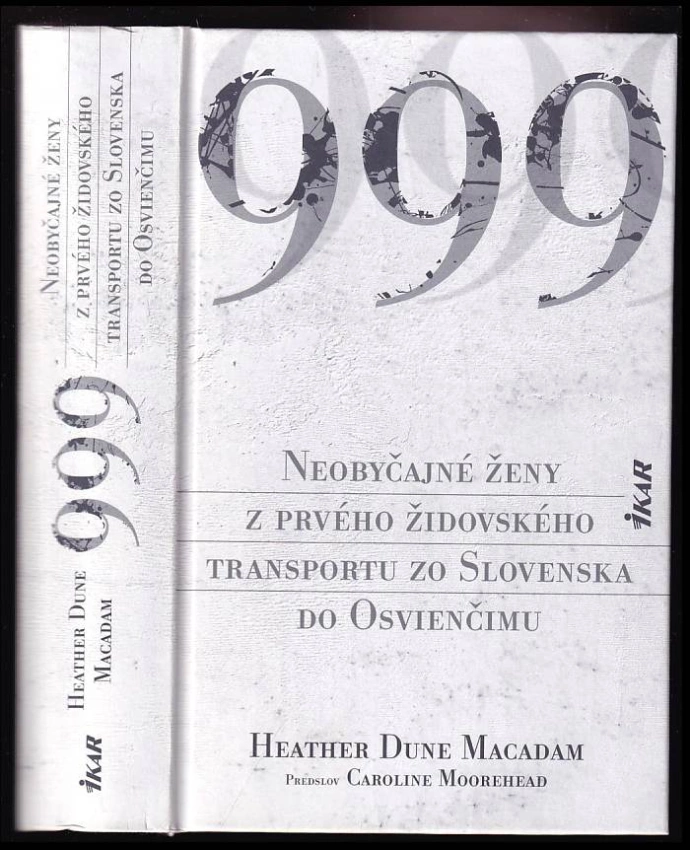 Neobyčajné ženy
z prvého židovského
transportu zo Slovenska
do Osvienčimu
999
Heather Dune
Macadam
IKAR
999
Neobyčajné ženy
z prvého židovského
transportu zo Slovenska
do Osvienčimu
IKAR
Heather Dune Macadam
Predslov Caroline Moorehead